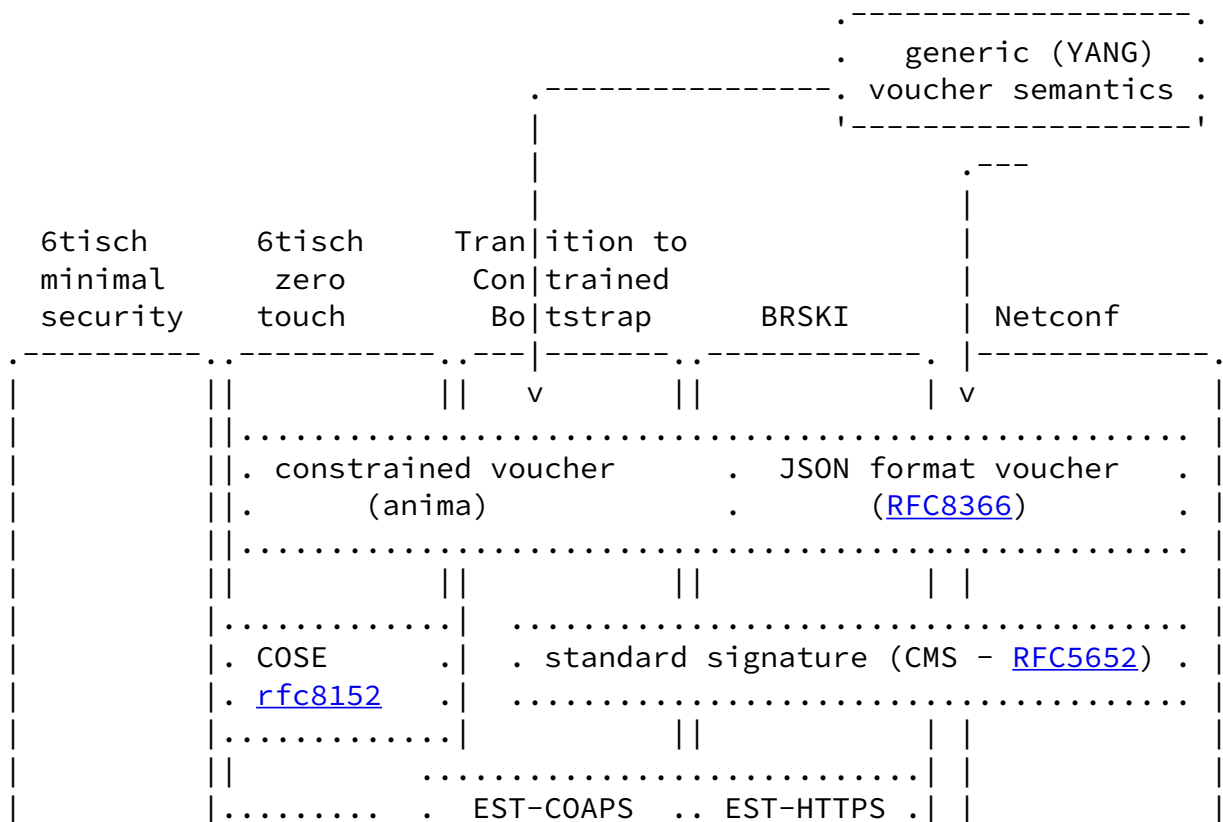 generic (YANG)
voucher semantics
6tisch 6tisch Tran|ition to
minimal zero Con|trained
security touch Bo|tstrap BRSKI | Netconf
v v
constrained voucher . JSON format voucher .
(anima) . (RFC8366) .
. COSE .| . standard signature (CMS - RFC5652) .
. rfc8152 .|
. EST-COAPS .. EST-HTTPS .